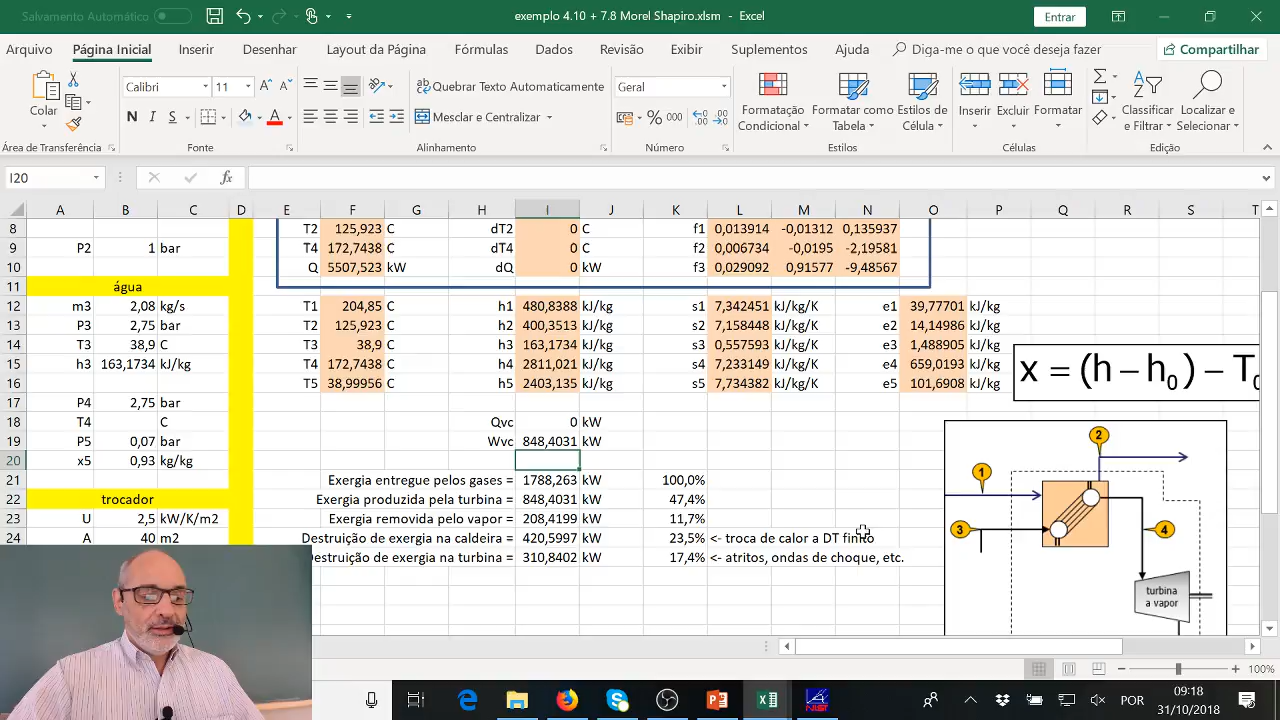 Salvamento Automático
exemplo 4.10 + 7.8 Morel Shapiro.xlsm - Excel
Entrar
Arquivo Página Inicial Inserir Desenhar Layout da Página Fórmulas Dados Revisão Exibir Suplementos Ajuda Diga-me o que você deseja fazer Compartilhar
Colar Calibri 11 Quebrar Texto Automaticamente Geral Formatação Condicional Formatar como Tabela Estilos de Célula Inserir Excluir Formatar Classificar e Filtrar Localizar e Selecionar
N I S Mesclar e Centralizar % 000
Área de Transferência Fonte Alinhamento Número Estilos Células Edição
I20 fx
A B C D E F G H I J K L M N O P Q R S T
8 T2 125,923 C dT2 0 C f1 0,013914 -0,01312 0,135937
9 P2 1 bar T4 172,7438 C dT4 0 C f2 0,006734 -0,0195 -2,19581
10 Q 5507,523 kW dQ 0 kW f3 0,029092 0,91577 -9,48567
11 água
12 m3 2,08 kg/s T1 204,85 C h1 480,8388 kJ/kg s1 7,342451 kJ/kg/K e1 39,77701 kJ/kg
13 P3 2,75 bar T2 125,923 C h2 400,3513 kJ/kg s2 7,158448 kJ/kg/K e2 14,14986 kJ/kg
14 T3 38,9 C T3 38,9 C h3 163,1734 kJ/kg s3 0,557593 kJ/kg/K e3 1,488905 kJ/kg
15 h3 163,1734 kJ/kg T4 172,7438 C h4 2811,021 kJ/kg s4 7,233149 kJ/kg/K e4 659,0193 kJ/kg
16 T5 38,99956 C h5 2403,135 kJ/kg s5 7,734382 kJ/kg/K e5 101,6908 kJ/kg
x = (h − h0) − T0
17 P4 2,75 bar
18 T4 C Qvc 0 kW
19 P5 0,07 bar Wvc 848,4031 kW
20 x5 0,93 kg/kg
21 Exergia entregue pelos gases = 1788,263 kW 100,0%
22 trocador Exergia produzida pela turbina = 848,4031 kW 47,4%
23 U 2,5 kW/K/m2 Exergia removida pelo vapor = 208,4199 kW 11,7%
24 A 40 m2 Destruição de exergia na caldeira = 420,5997 kW 23,5% <- troca de calor a DT finito
Destruição de exergia na turbina = 310,8402 kW 17,4% <- atritos, ondas de choque, etc.
2
1
3
4
turbina
a vapor
POR
09:18
31/10/2018
NIST